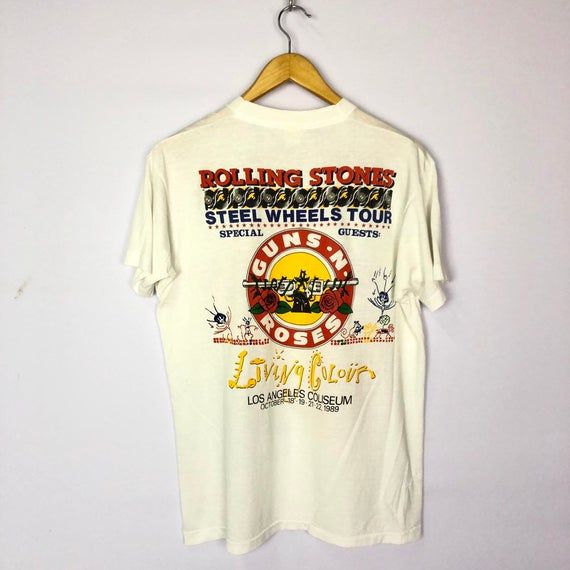 ROLLING STONES
STEEL WHEELS TOUR
SPECIAL GUESTS:
GUNS N
ROSES
LIVING COLOUR
LOS ANGELES COLISEUM
OCTOBER 18·19·21·22, 1989